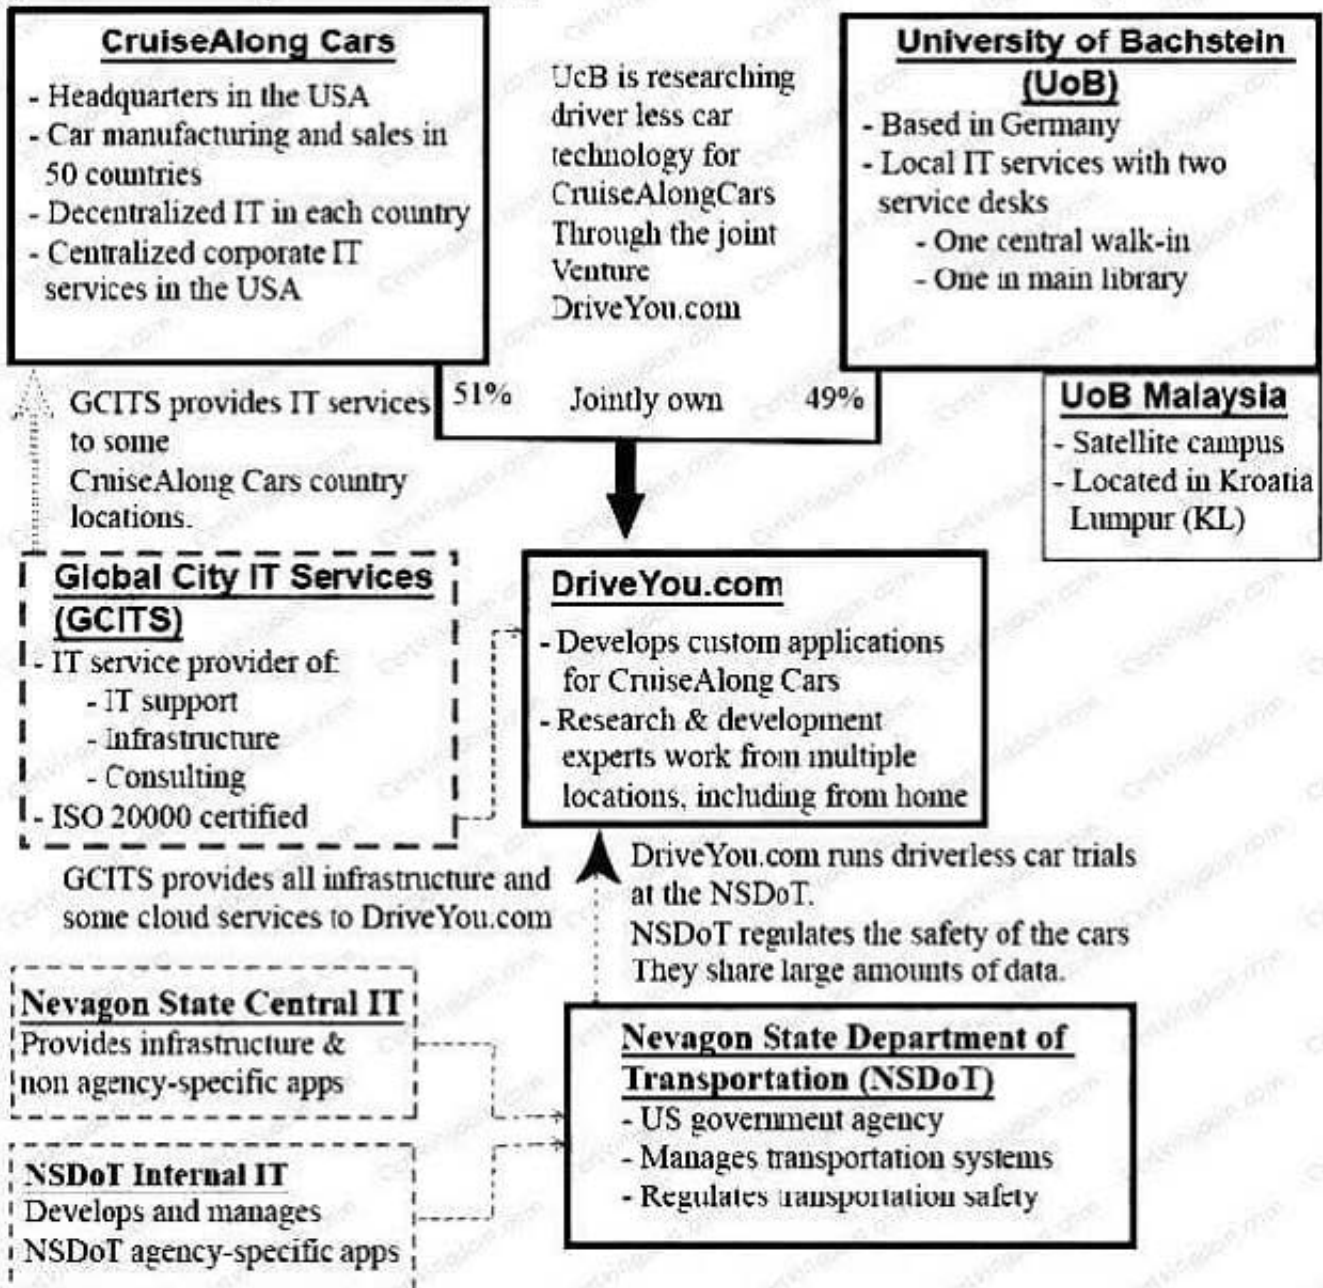 CruiseAlong Cars
- Headquarters in the USA
- Car manufacturing and sales in
50 countries
- Decentralized IT in each country
- Centralized corporate IT
services in the USA
UcB is researching
driver less car
technology for
CruiseAlongCars
Through the joint
Venture
DriveYou.com
University of Bachstein
(UoB)
- Based in Germany
- Local IT services with two
service desks
- One central walk-in
- One in main library
51% Jointly own 49%
UoB Malaysia
- Satellite campus
- Located in Kroatia
Lumpur (KL)
GCITS provides IT services
to some
CruiseAlong Cars country
locations.
Global City IT Services
(GCITS)
- IT service provider of:
- IT support
- Infrastructure
- Consulting
- ISO 20000 certified
DriveYou.com
- Develops custom applications
for CruiseAlong Cars
- Research & development
experts work from multiple
locations, including from home
GCITS provides all infrastructure and
some cloud services to DriveYou.com
DriveYou.com runs driverless car trials
at the NSDoT.
NSDoT regulates the safety of the cars
They share large amounts of data.
Nevagon State Central IT
Provides infrastructure &
non agency-specific apps
NSDoT Internal IT
Develops and manages
NSDoT agency-specific apps
Nevagon State Department of
Transportation (NSDoT)
- US government agency
- Manages transportation systems
- Regulates transportation safety